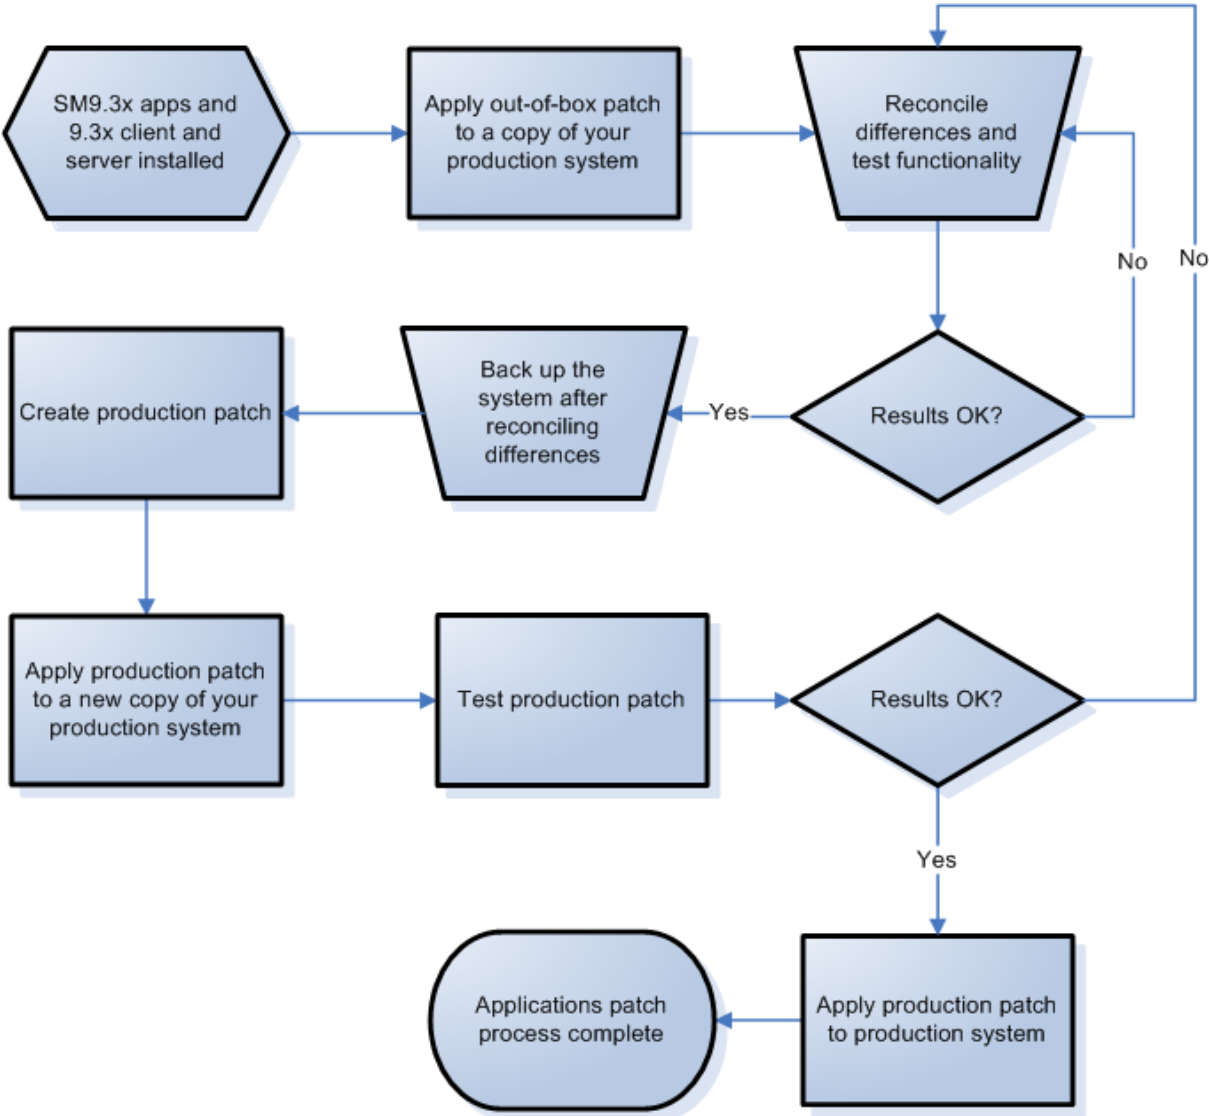 SM9.3x apps and
9.3x client and
server installed
Apply out-of-box patch
to a copy of your
production system
Reconcile
differences and
test functionality
No
No
Create production patch
Back up the
system after
reconciling
differences
Yes
Results OK?
Apply production patch
to a new copy of your
production system
Test production patch
Results OK?
Yes
Applications patch
process complete
Apply production patch
to production system